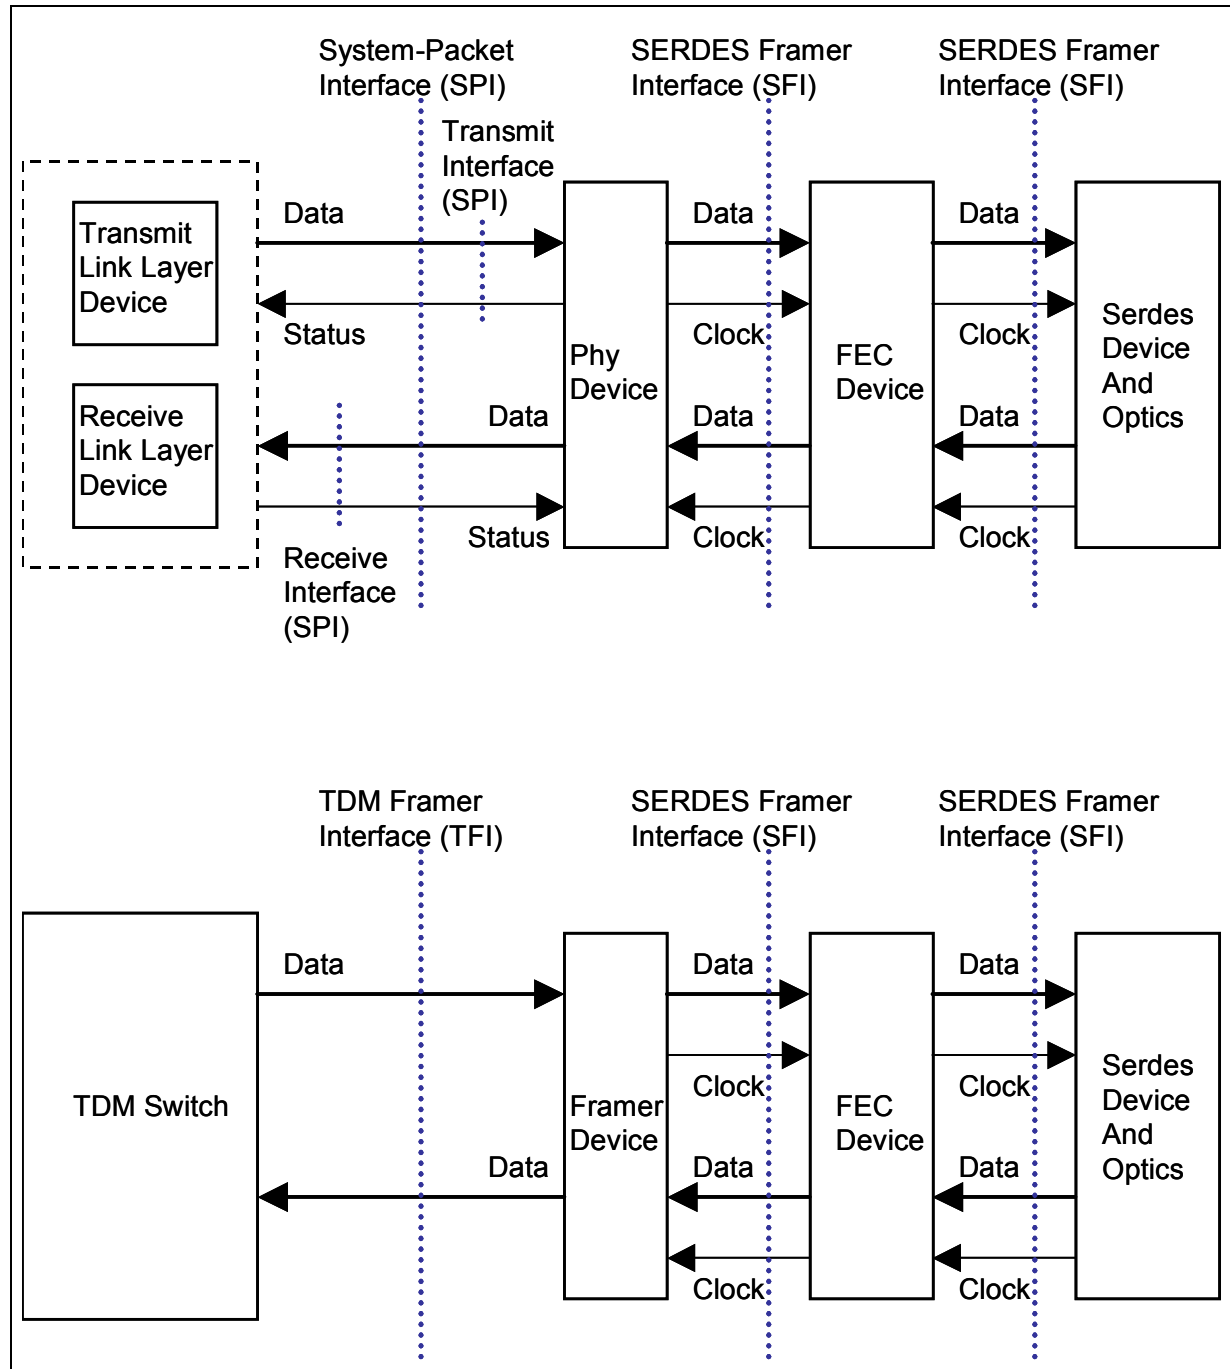 System-Packet
Interface (SPI)
SERDES Framer
Interface (SFI)
SERDES Framer
Interface (SFI)
Transmit
Interface
(SPI)
Transmit
Link Layer
Device
Data
Status
Receive
Link Layer
Device
Data
Status
Receive
Interface
(SPI)
Phy
Device
Data
Clock
Data
Clock
FEC
Device
Data
Clock
Data
Clock
Serdes
Device
And
Optics
TDM Framer
Interface (TFI)
SERDES Framer
Interface (SFI)
SERDES Framer
Interface (SFI)
TDM Switch
Data
Data
Framer
Device
Data
Clock
Data
Clock
FEC
Device
Data
Clock
Data
Clock
Serdes
Device
And
Optics